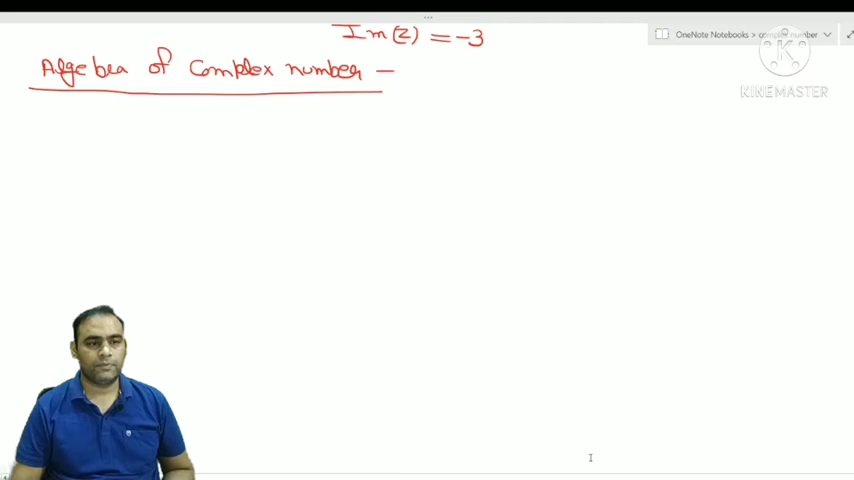 Im(z) = -3
OneNote Notebooks > complex number
Algebra of Complex number -
KINEMASTER